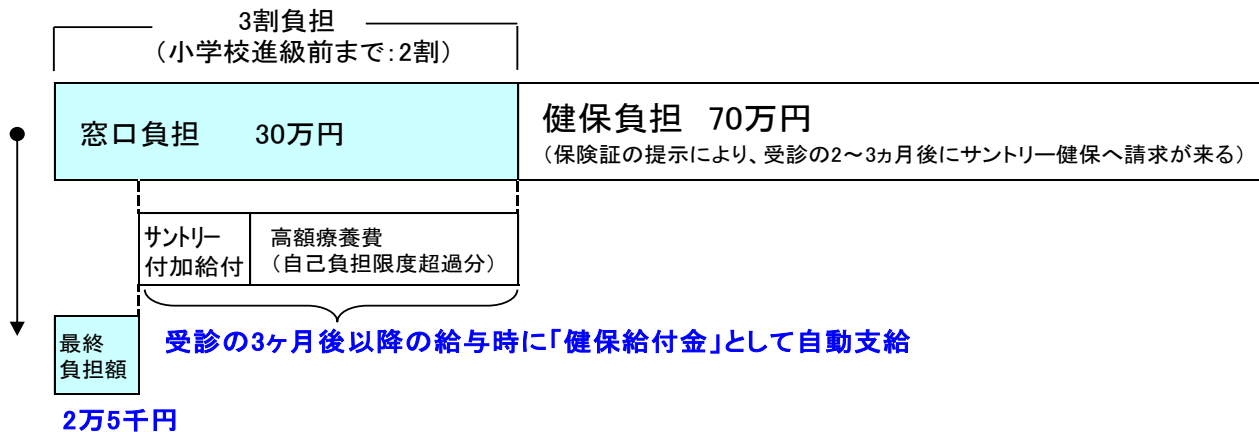 3割負担
（小学校進級前まで：2割）
窓口負担 30万円
健保負担 70万円
（保険証の提示により、受診の2～3ヵ月後にサントリー健保へ請求が来る）
サントリー
付加給付
高額療養費
（自己負担限度超過分）
受診の3ヶ月後以降の給与時に「健保給付金」として自動支給
最終
負担額
2万5千円